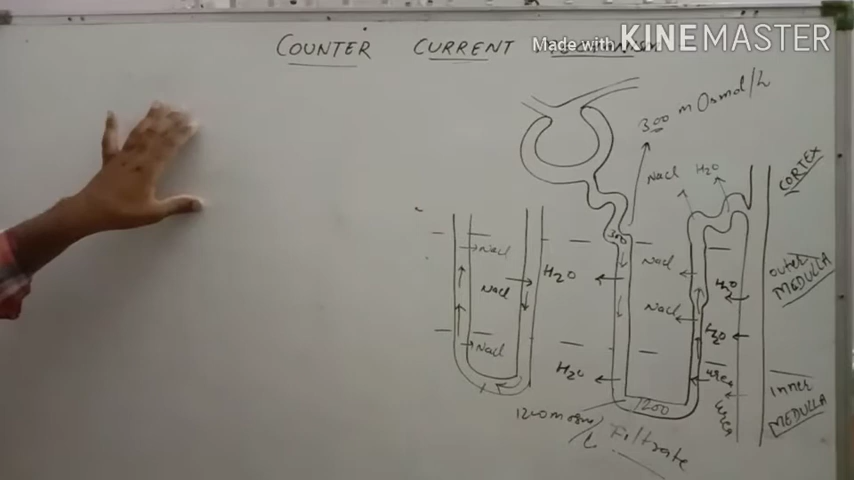 COUNTER CURRENT
Made with KINEMASTER
300 mOsmol/L
Nacl H2O
CORTEX
300
Nacl
H2O
Nacl
Nacl
H2O
outer
MEDULLA
Nacl
H2O
H2O
Nacl
H2O
urea
urea
inner
MEDULLA
1200
1200 mosm/
L
Filtrate